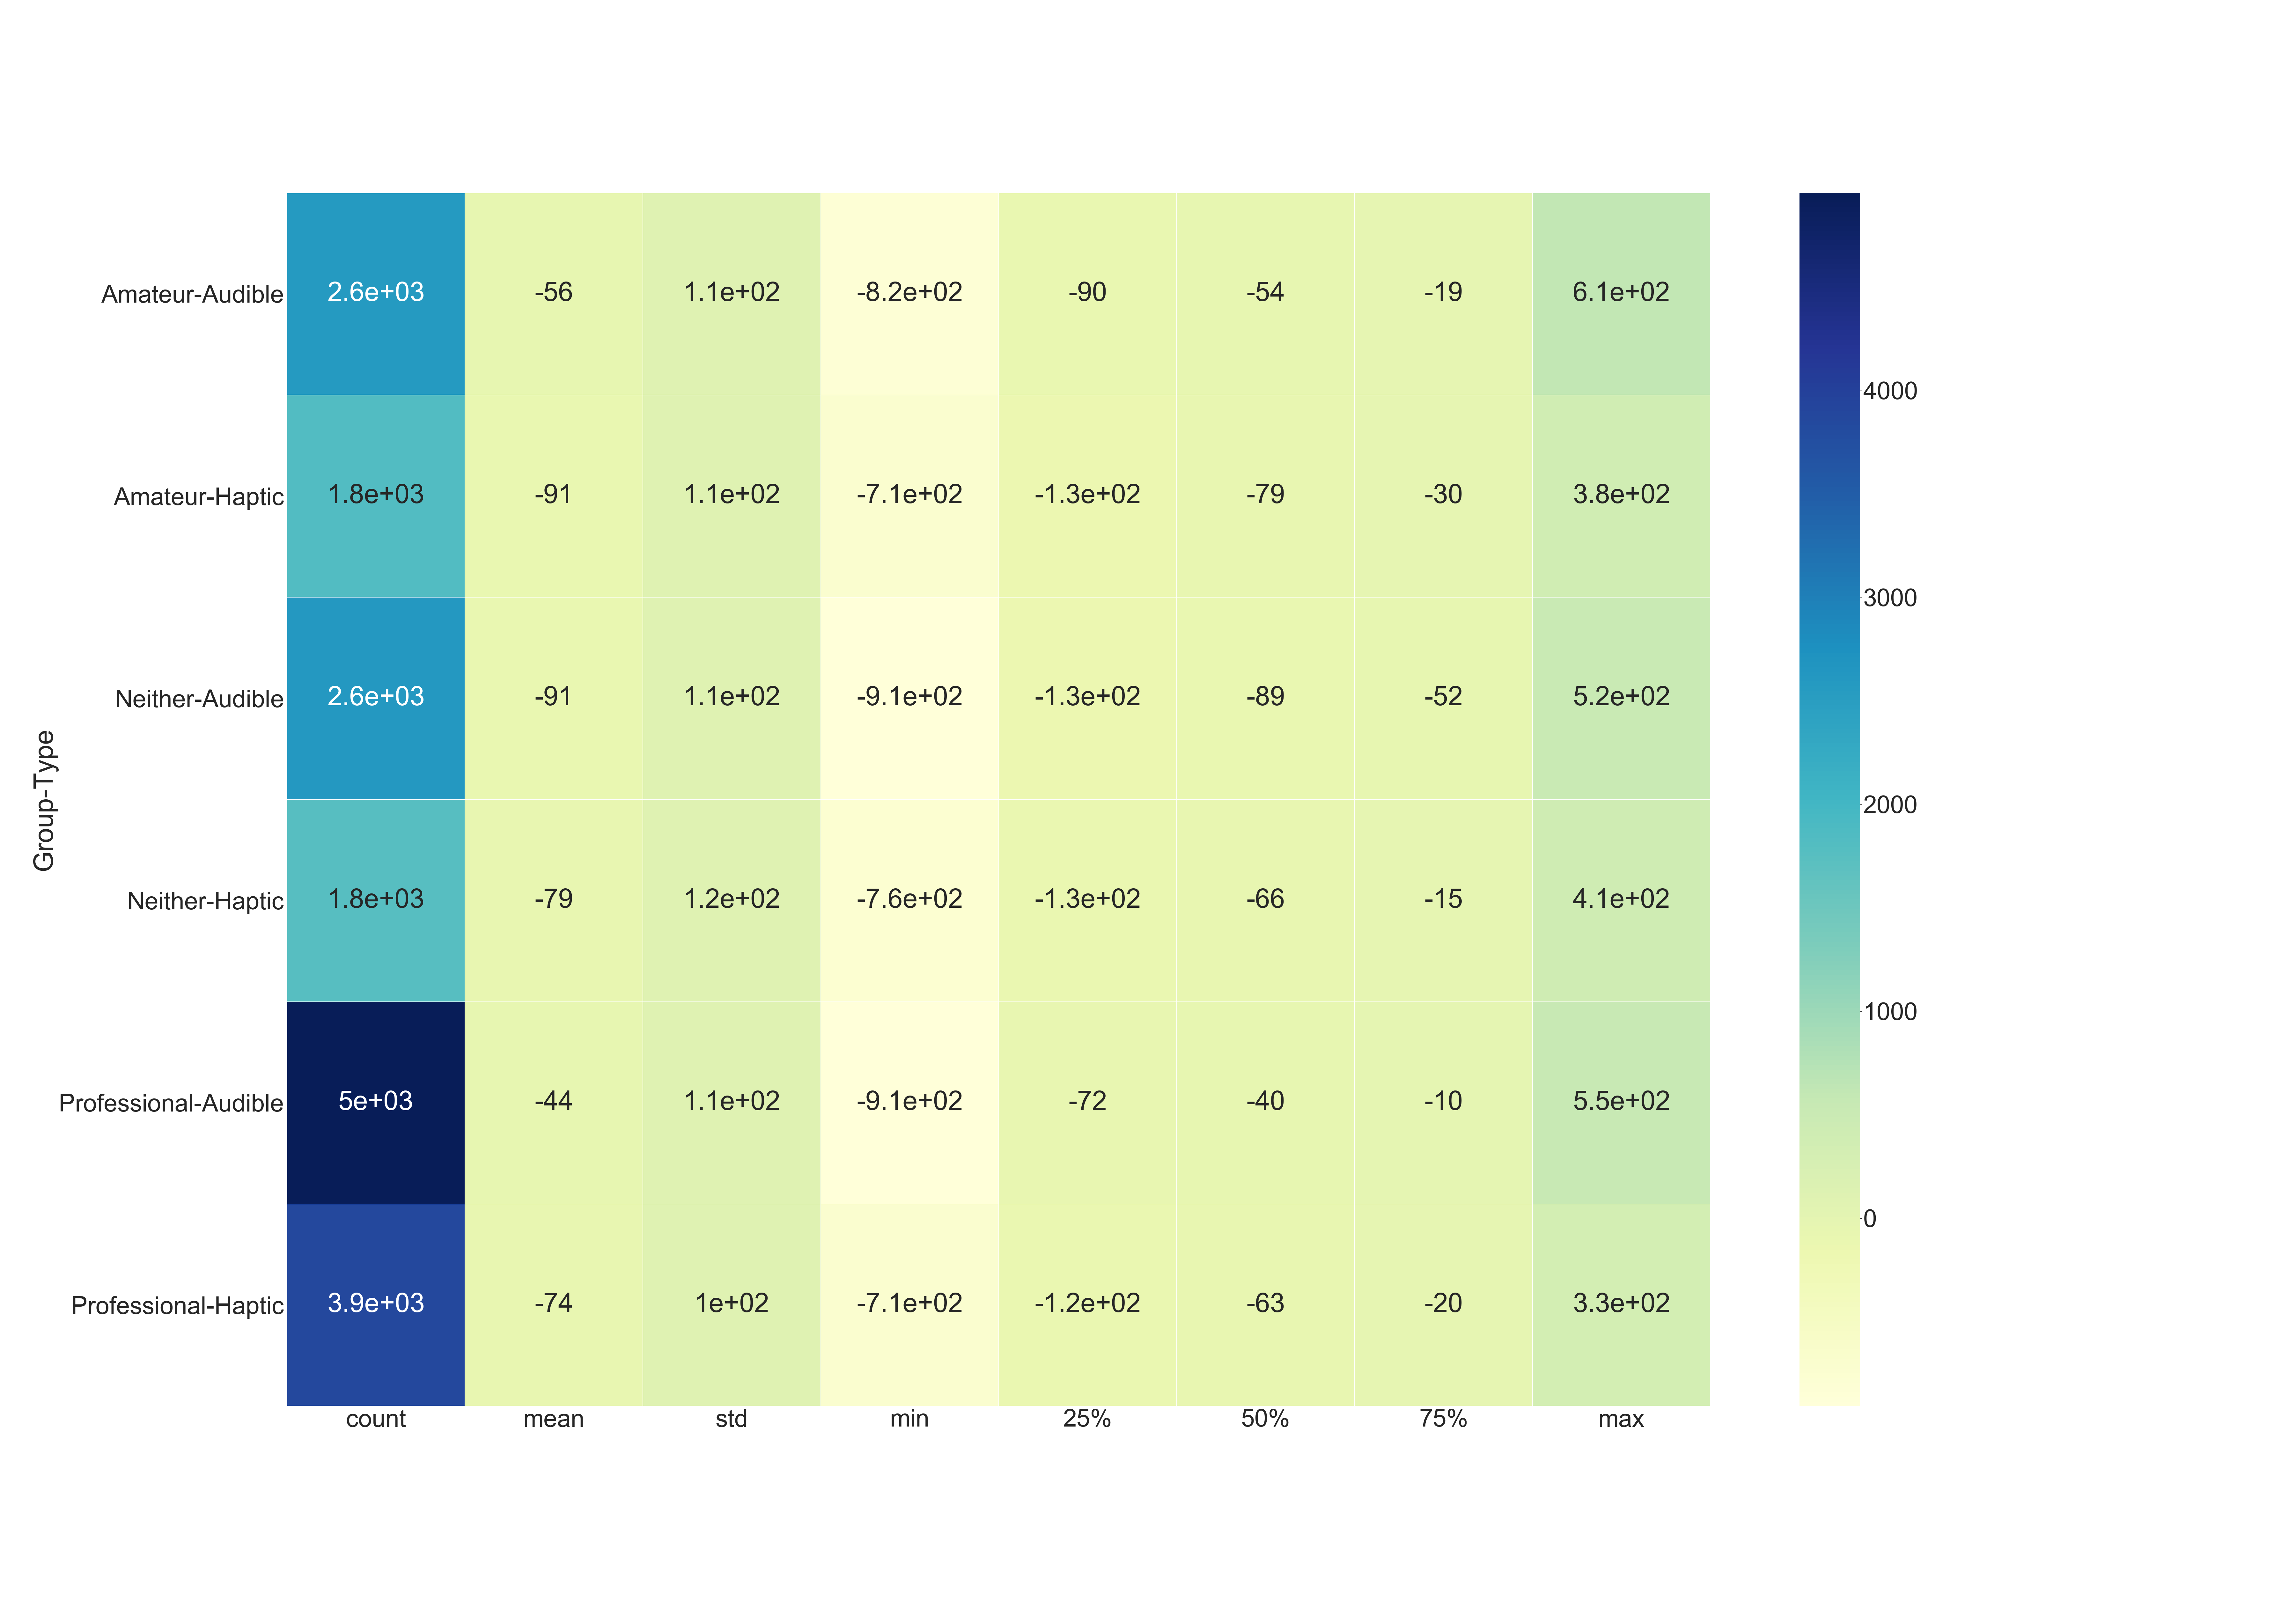 Group-Type
Amateur-Audible 2.6e+03 -56 1.1e+02 -8.2e+02 -90 -54 -19 6.1e+02
Amateur-Haptic 1.8e+03 -91 1.1e+02 -7.1e+02 -1.3e+02 -79 -30 3.8e+02
Neither-Audible 2.6e+03 -91 1.1e+02 -9.1e+02 -1.3e+02 -89 -52 5.2e+02
Neither-Haptic 1.8e+03 -79 1.2e+02 -7.6e+02 -1.3e+02 -66 -15 4.1e+02
Professional-Audible 5e+03 -44 1.1e+02 -9.1e+02 -72 -40 -10 5.5e+02
Professional-Haptic 3.9e+03 -74 1e+02 -7.1e+02 -1.2e+02 -63 -20 3.3e+02
count mean std min 25% 50% 75% max
4000
3000
2000
1000
0